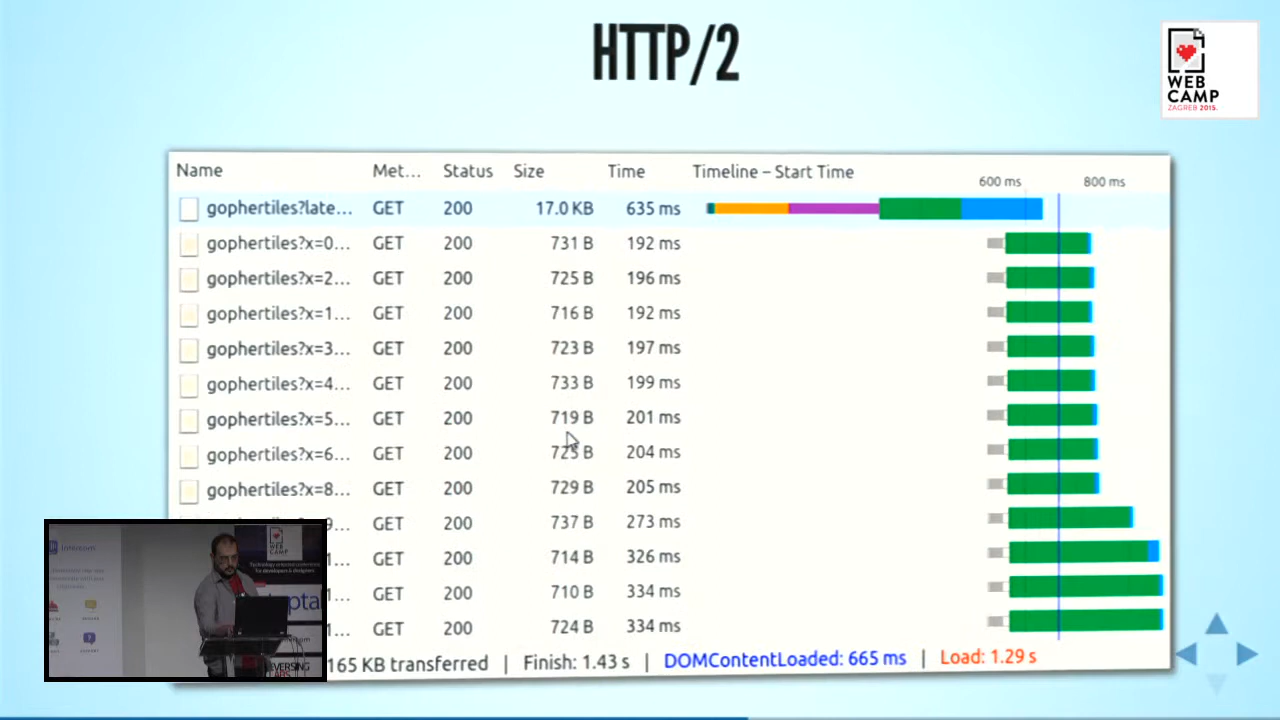 HTTP/2
WEB
CAMP
ZAGREB 2015.
Name Met... Status Size Time Timeline – Start Time 600 ms 800 ms
gophertiles?late... GET 200 17.0 KB 635 ms
gophertiles?x=0... GET 200 731 B 192 ms
gophertiles?x=2... GET 200 725 B 196 ms
gophertiles?x=1... GET 200 716 B 192 ms
gophertiles?x=3... GET 200 723 B 197 ms
gophertiles?x=4... GET 200 733 B 199 ms
gophertiles?x=5... GET 200 719 B 201 ms
gophertiles?x=6... GET 200 725 B 204 ms
gophertiles?x=8... GET 200 729 B 205 ms
9... GET 200 737 B 273 ms
1... GET 200 714 B 326 ms
1... GET 200 710 B 334 ms
1... GET 200 724 B 334 ms
165 KB transferred | Finish: 1.43 s | DOMContentLoaded: 665 ms | Load: 1.29 s
WEB
CAMP